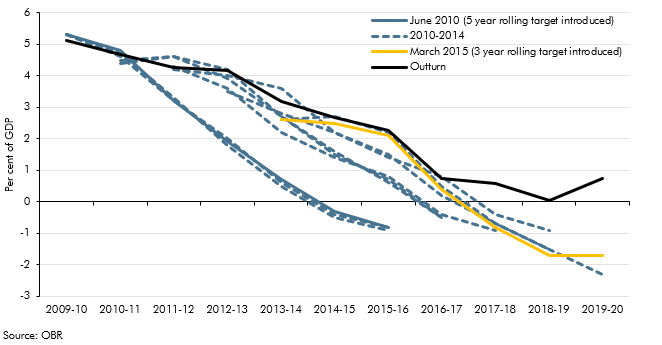 June 2010 (5 year rolling target introduced)
2010-2014
March 2015 (3 year rolling target introduced)
Outturn
Per cent of GDP
6
5
4
3
2
1
0
-1
-2
-3
2009-10 2010-11 2011-12 2012-13 2013-14 2014-15 2015-16 2016-17 2017-18 2018-19 2019-20
Source: OBR